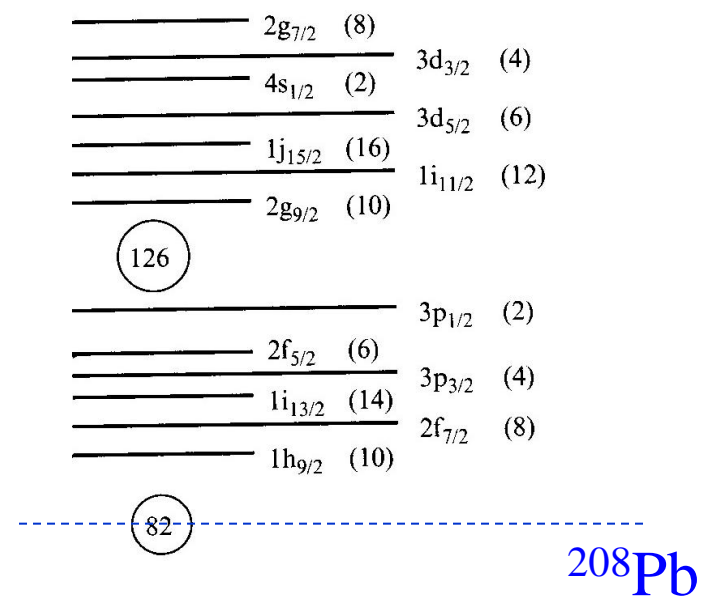 2g₇/₂ (8)
3d₃/₂ (4)
4s₁/₂ (2)
3d₅/₂ (6)
1j₁₅/₂ (16)
1i₁₁/₂ (12)
2g₉/₂ (10)
126
3p₁/₂ (2)
2f₅/₂ (6)
3p₃/₂ (4)
1i₁₃/₂ (14)
2f₇/₂ (8)
1h₉/₂ (10)
82
²⁰⁸Pb